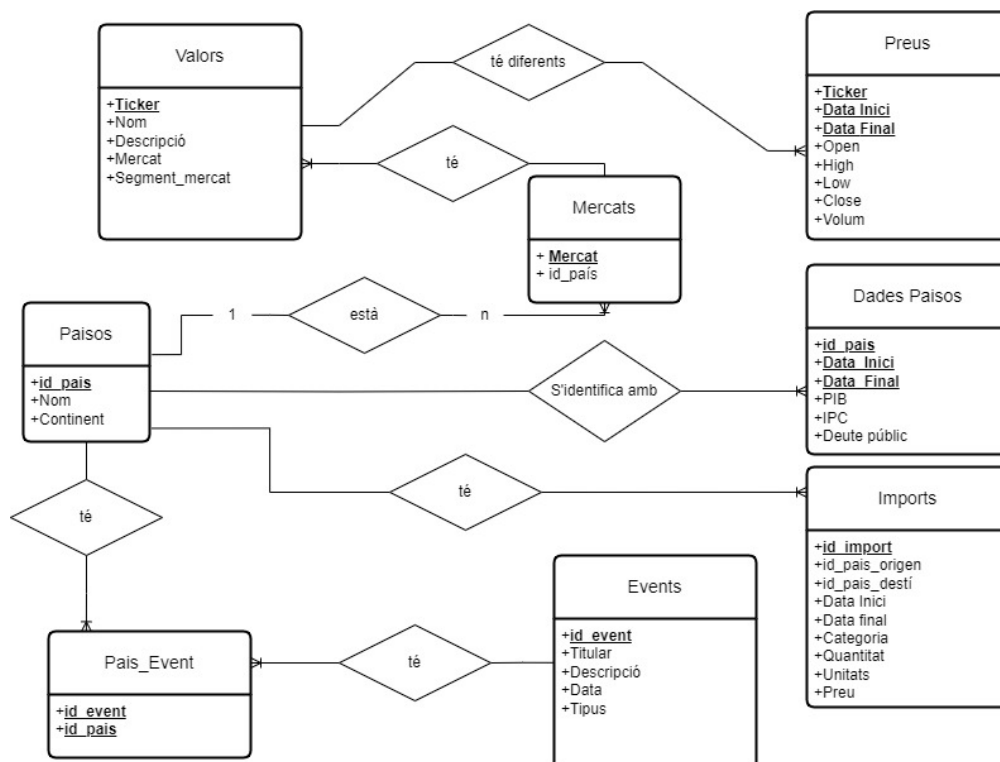 Valors
+Ticker
+Nom
+Descripció
+Mercat
+Segment_mercat
té diferents
Preus
+Ticker
+Data Inici
+Data Final
+Open
+High
+Low
+Close
+Volum
té
Mercats
+ Mercat
+ id_país
Paisos
+id_pais
+Nom
+Continent
1
està
n
Dades Paisos
+id_pais
+Data_Inici
+Data_Final
+PIB
+IPC
+Deute públic
S'identifica amb
té
Imports
+id_import
+id_pais_origen
+id_pais_destí
+Data Inici
+Data final
+Categoria
+Quantitat
+Unitats
+Preu
té
Pais_Event
+id_event
+id_pais
té
Events
+id_event
+Titular
+Descripció
+Data
+Tipus